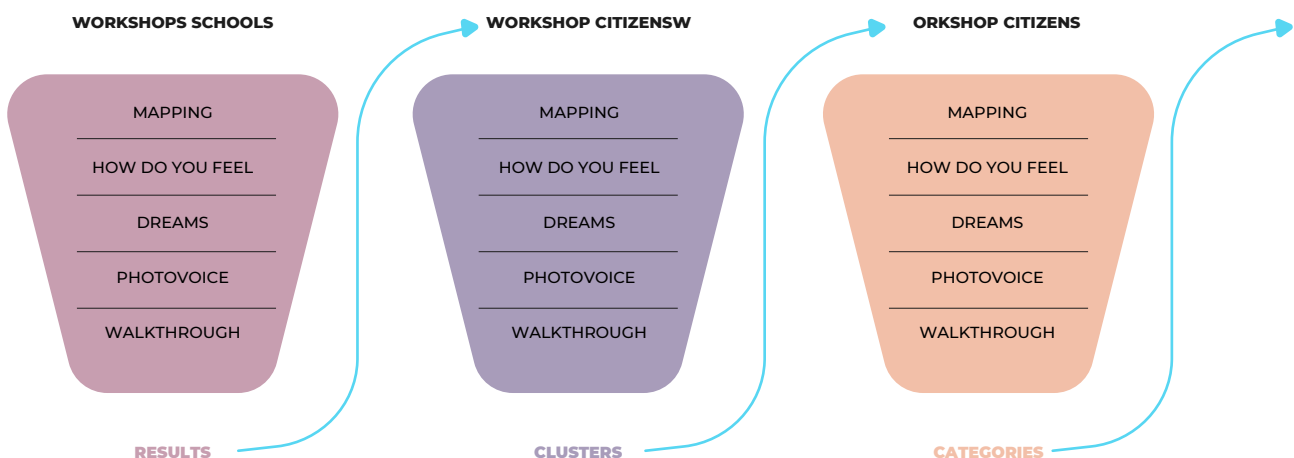 WORKSHOPS SCHOOLS
MAPPING
HOW DO YOU FEEL
DREAMS
PHOTOVOICE
WALKTHROUGH
RESULTS
WORKSHOP CITIZENSW
MAPPING
HOW DO YOU FEEL
DREAMS
PHOTOVOICE
WALKTHROUGH
CLUSTERS
ORKSHOP CITIZENS
MAPPING
HOW DO YOU FEEL
DREAMS
PHOTOVOICE
WALKTHROUGH
CATEGORIES